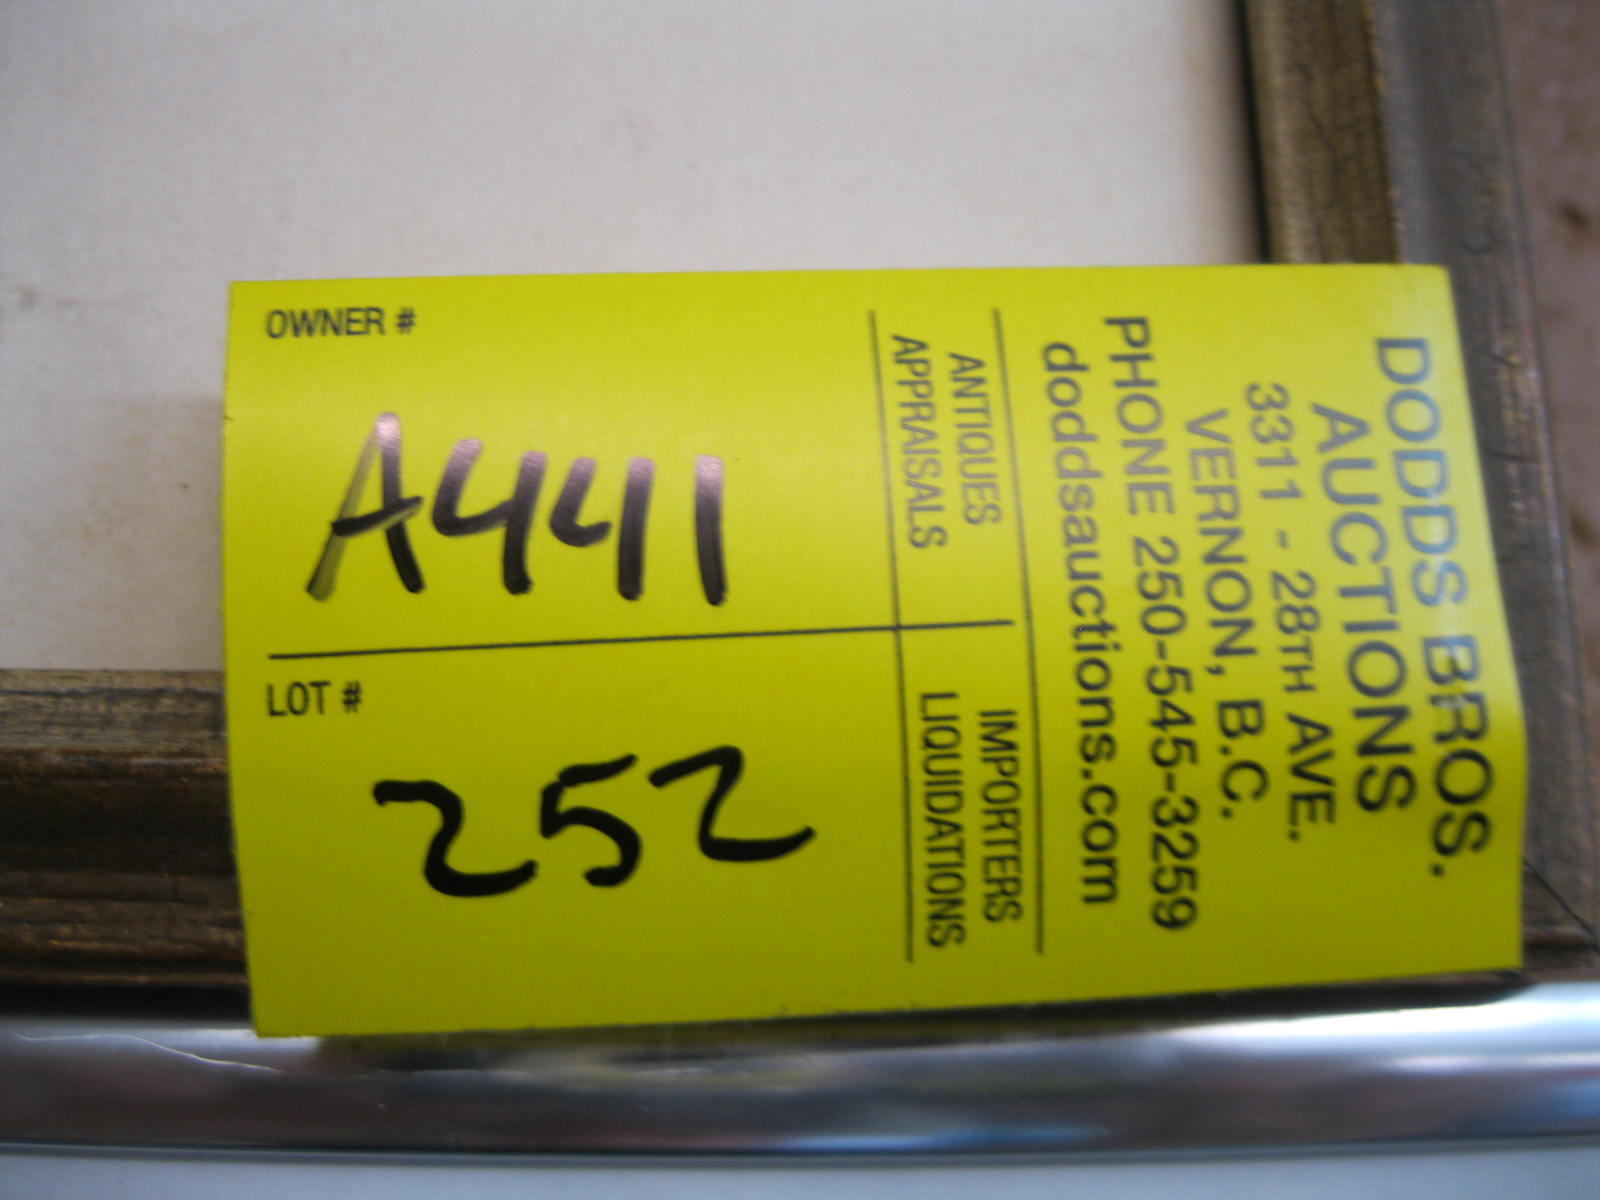 DODDS BROS.
AUCTIONS
3311 - 28TH AVE.
VERNON, B.C.
PHONE 250-545-3259
doddsauctions.com
ANTIQUES
APPRAISALS
IMPORTERS
LIQUIDATIONS
OWNER #
A441
LOT #
252